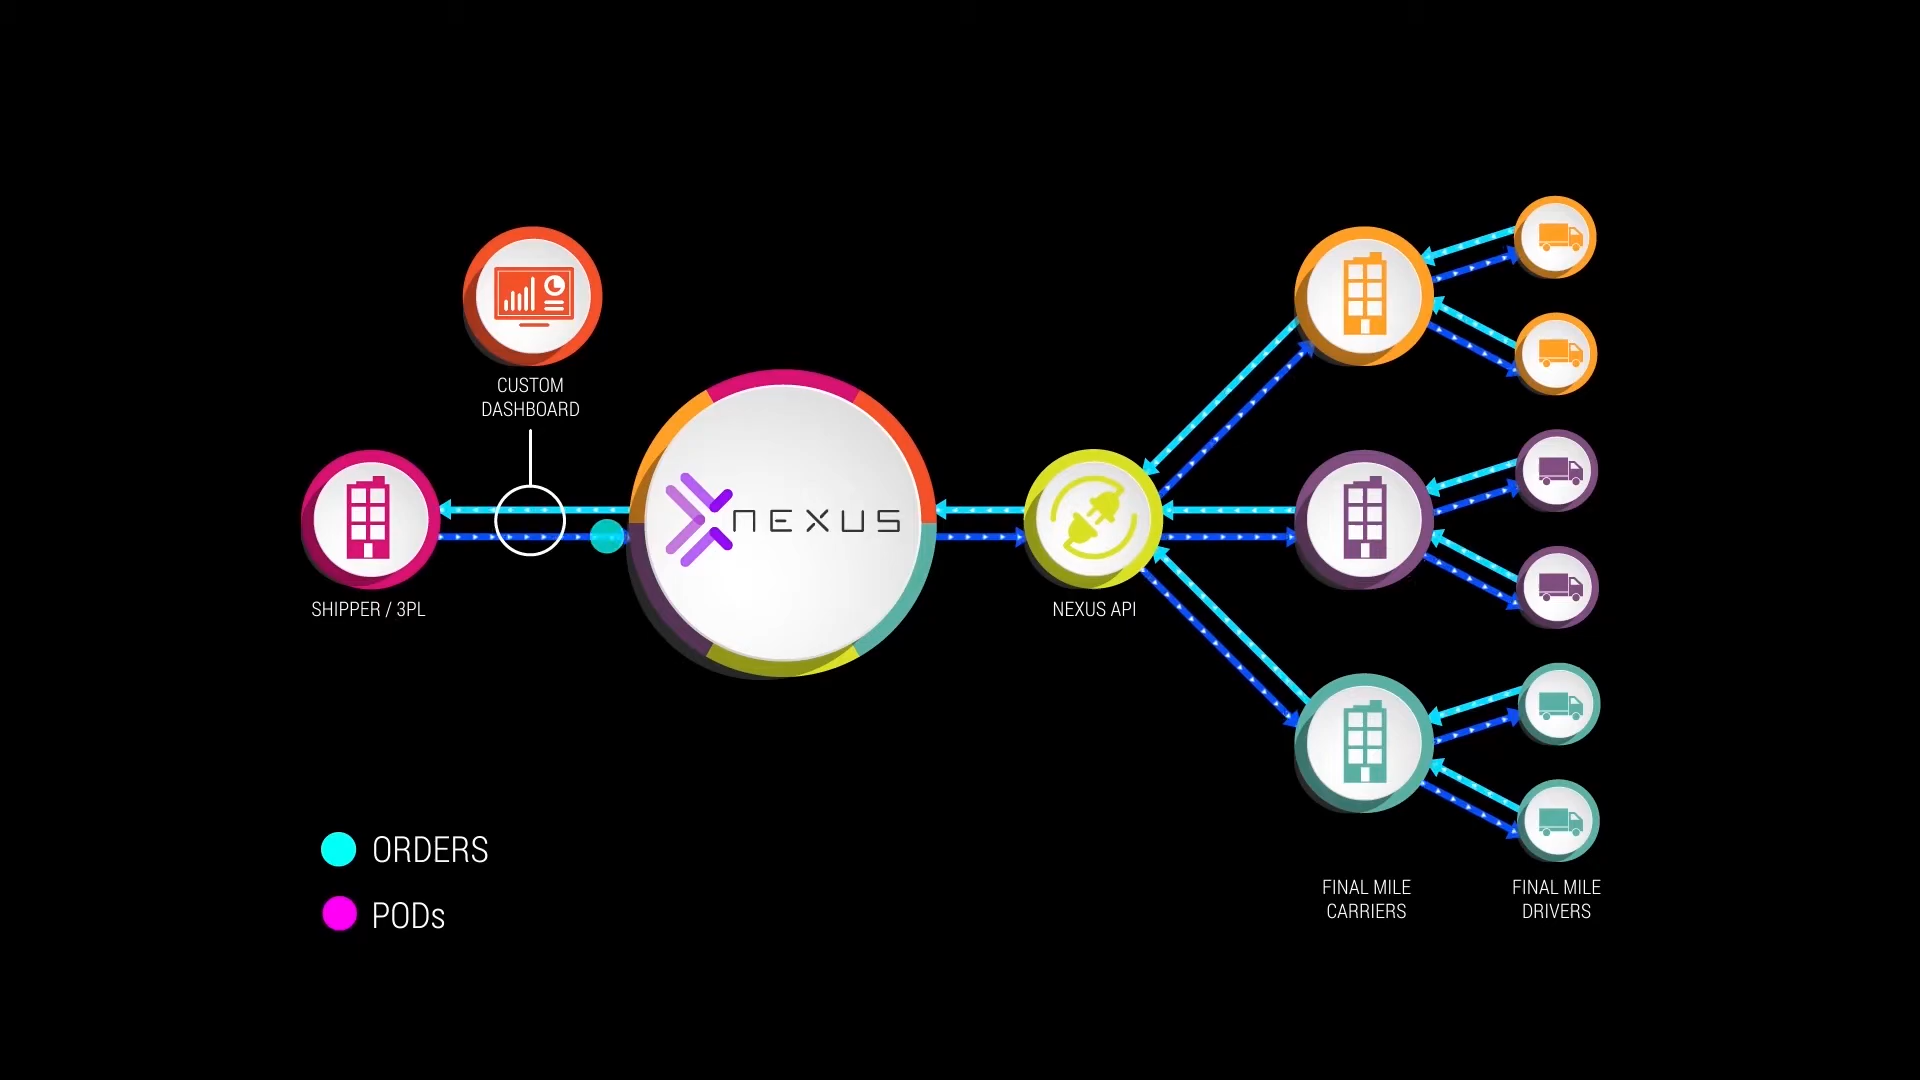 CUSTOM
DASHBOARD
SHIPPER / 3PL
NEXUS
NEXUS API
ORDERS
PODs
FINAL MILE
CARRIERS
FINAL MILE
DRIVERS